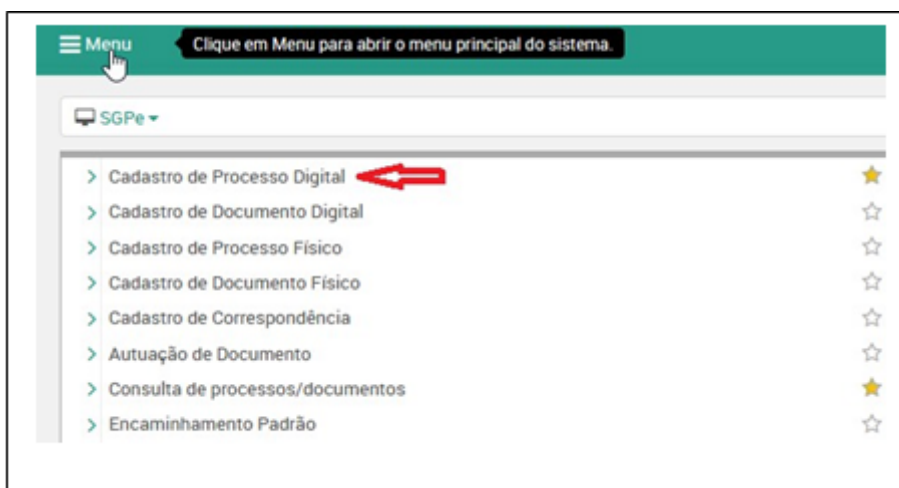 Menu Clique em Menu para abrir o menu principal do sistema.
SGPe
Cadastro de Processo Digital
Cadastro de Documento Digital
Cadastro de Processo Físico
Cadastro de Documento Físico
Cadastro de Correspondência
Autuação de Documento
Consulta de processos/documentos
Encaminhamento Padrão